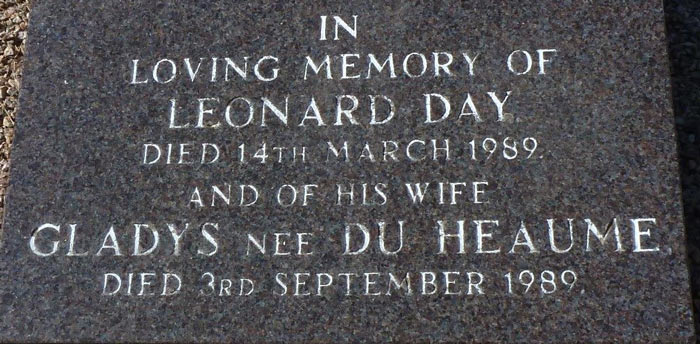 IN
LOVING MEMORY OF
LEONARD DAY
DIED 14TH MARCH 1989.
AND OF HIS WIFE
GLADYS NEE DU HEAUME
DIED 3RD SEPTEMBER 1989.